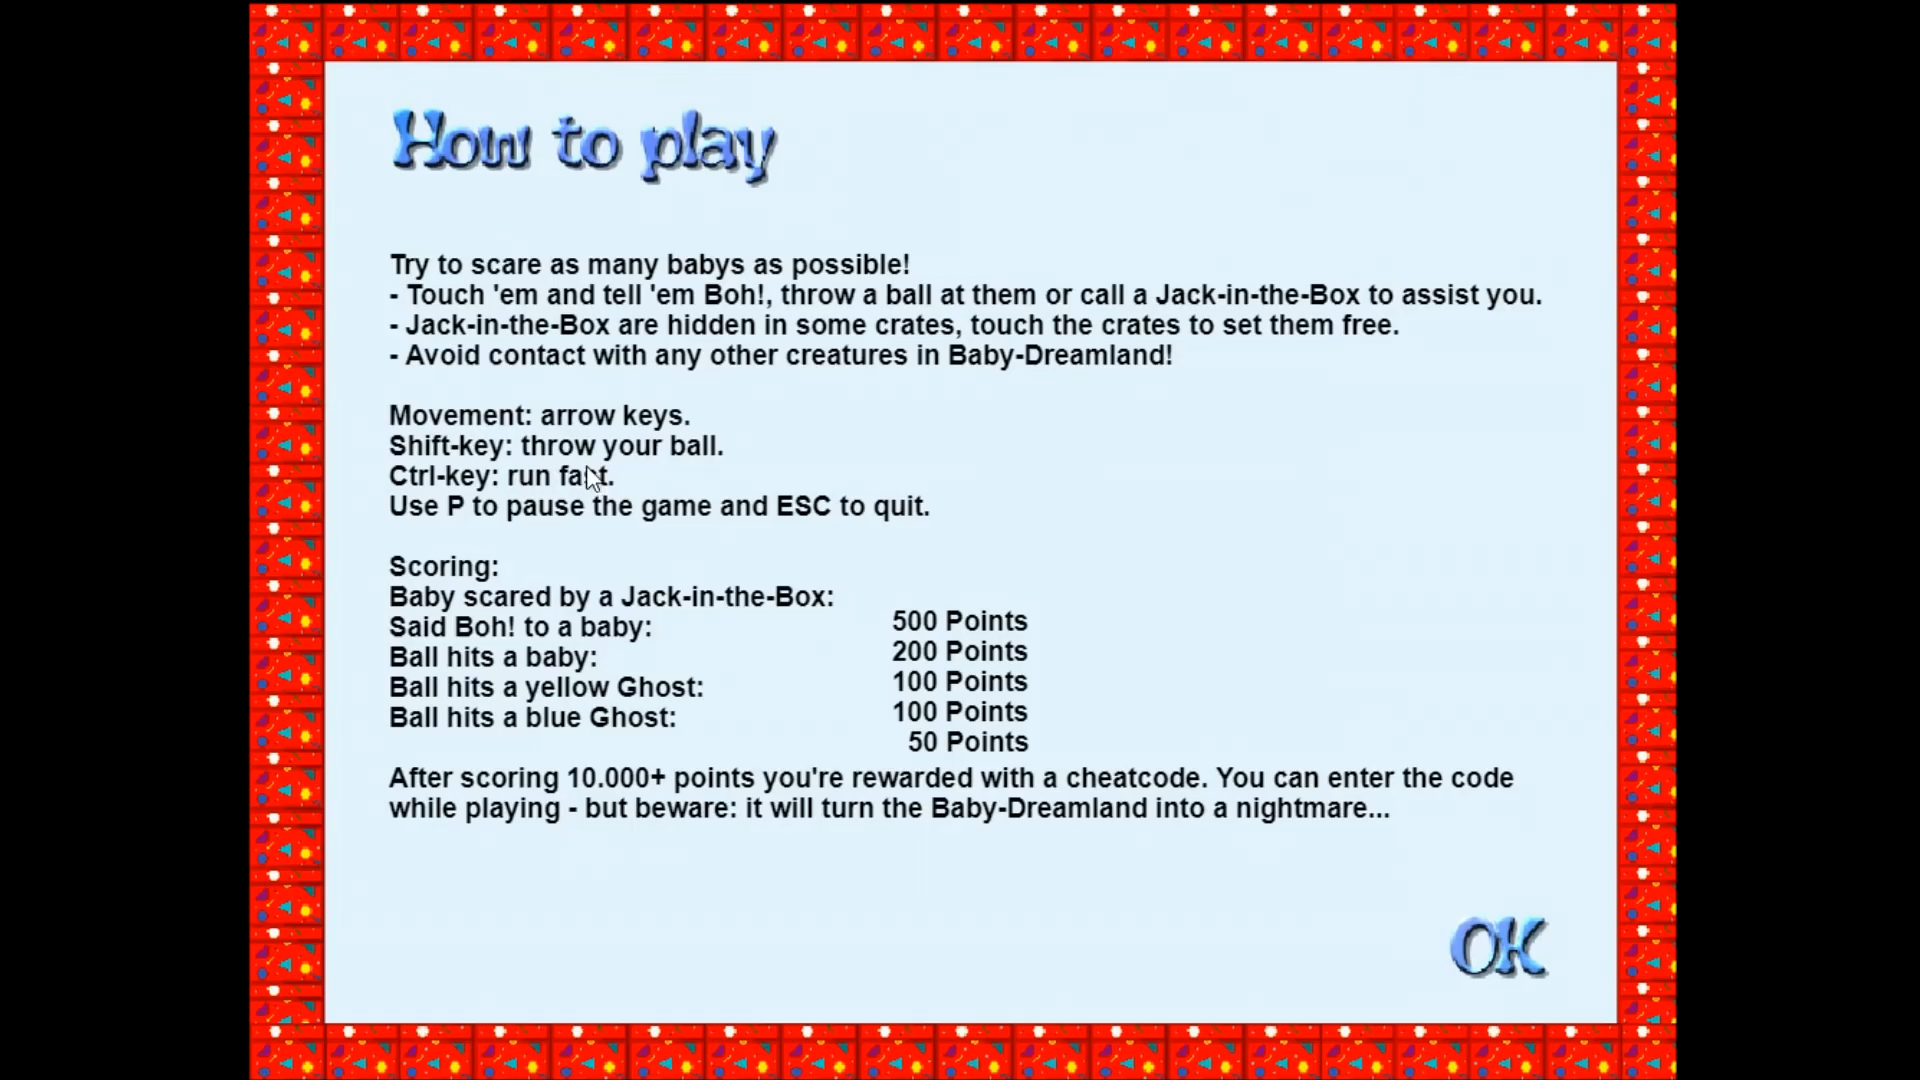 How to play
Try to scare as many babys as possible!
- Touch 'em and tell 'em Boh!, throw a ball at them or call a Jack-in-the-Box to assist you.
- Jack-in-the-Box are hidden in some crates, touch the crates to set them free.
- Avoid contact with any other creatures in Baby-Dreamland!
Movement: arrow keys.
Shift-key: throw your ball.
Ctrl-key: run fast.
Use P to pause the game and ESC to quit.
Scoring:
Baby scared by a Jack-in-the-Box:
500 Points
Said Boh! to a baby:
200 Points
Ball hits a baby:
100 Points
Ball hits a yellow Ghost:
100 Points
Ball hits a blue Ghost:
50 Points
After scoring 10.000+ points you're rewarded with a cheatcode. You can enter the code
while playing - but beware: it will turn the Baby-Dreamland into a nightmare...
OK